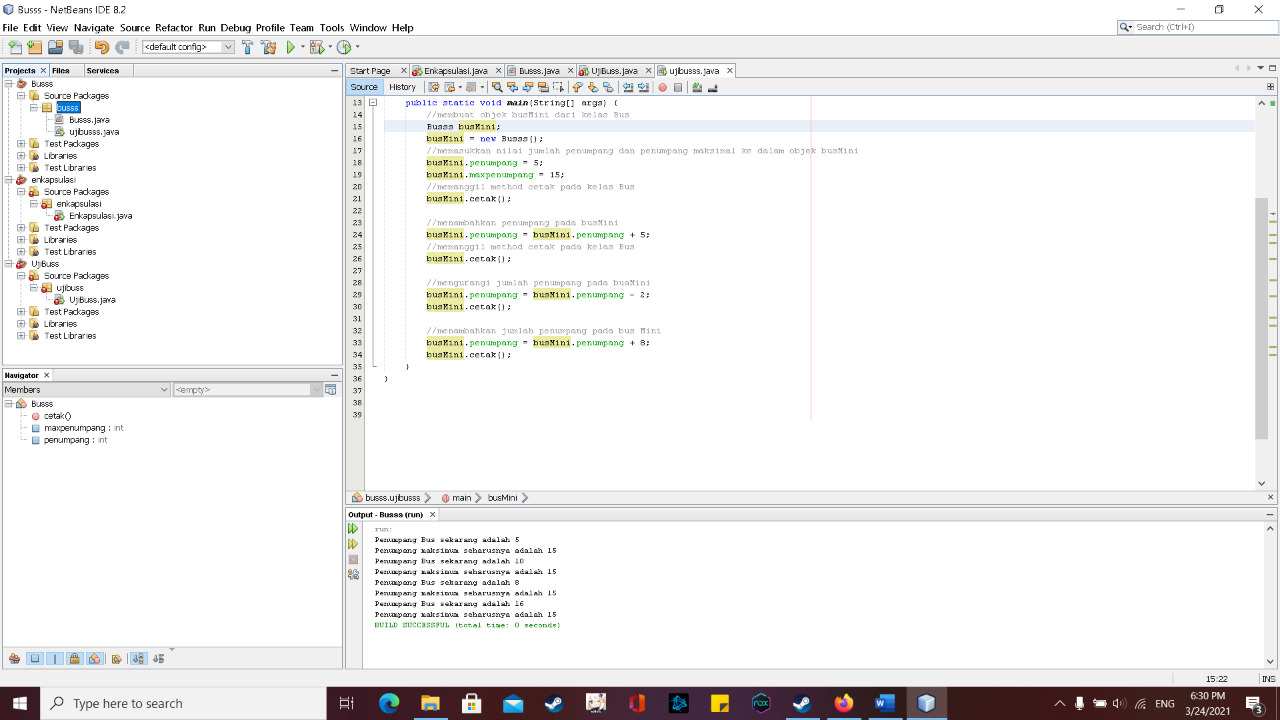 Busss - NetBeans IDE 8.2
File Edit View Navigate Source Refactor Run Debug Profile Team Tools Window Help
Search (Ctrl+I)
<default config>
Projects Files Services
Busss
Source Packages
busss
Busss.java
ujibusss.java
Test Packages
Libraries
Test Libraries
enkapsulasi
Source Packages
enkapsulasi
Enkapsulasi.java
Test Packages
Libraries
Test Libraries
UjiBuss
Source Packages
ujibuss
UjiBuss.java
Test Packages
Libraries
Test Libraries
Navigator
Members
<empty>
Busss
cetak()
maxpenumpang : int
penumpang : int
Start Page Enkapsulasi.java Busss.java UjiBuss.java ujibusss.java
Source History
13 public static void main(String[] args) {
14 //membuat objek busMini dari kelas Bus
15 Busss busMini;
16 busMini = new Busss();
17 //memasukkan nilai jumlah penumpang dan penumpang maksimal ke dalam objek busMini
18 busMini.penumpang = 5;
19 busMini.maxpenumpang = 15;
20 //memanggil method cetak pada kelas Bus
21 busMini.cetak();
22
23 //menambahkan penumpang pada busMini
24 busMini.penumpang = busMini.penumpang + 5;
25 //memanggil method cetak pada kelas Bus
26 busMini.cetak();
27
28 //mengurangi jumlah penumpang pada busMini
29 busMini.penumpang = busMini.penumpang - 2;
30 busMini.cetak();
31
32 //menambahkan jumlah penumpang pada bus Mini
33 busMini.penumpang = busMini.penumpang + 8;
34 busMini.cetak();
35 }
36 }
37
38
39
busss.ujibusss main busMini
Output - Busss (run)
run:
Penumpang Bus sekarang adalah 5
Penumpang maksimum seharusnya adalah 15
Penumpang Bus sekarang adalah 10
Penumpang maksimum seharusnya adalah 15
Penumpang Bus sekarang adalah 8
Penumpang maksimum seharusnya adalah 15
Penumpang Bus sekarang adalah 16
Penumpang maksimum seharusnya adalah 15
BUILD SUCCESSFUL (total time: 0 seconds)
15:22 INS
Type here to search
nox
ENG
6:30 PM
3/24/2021
3